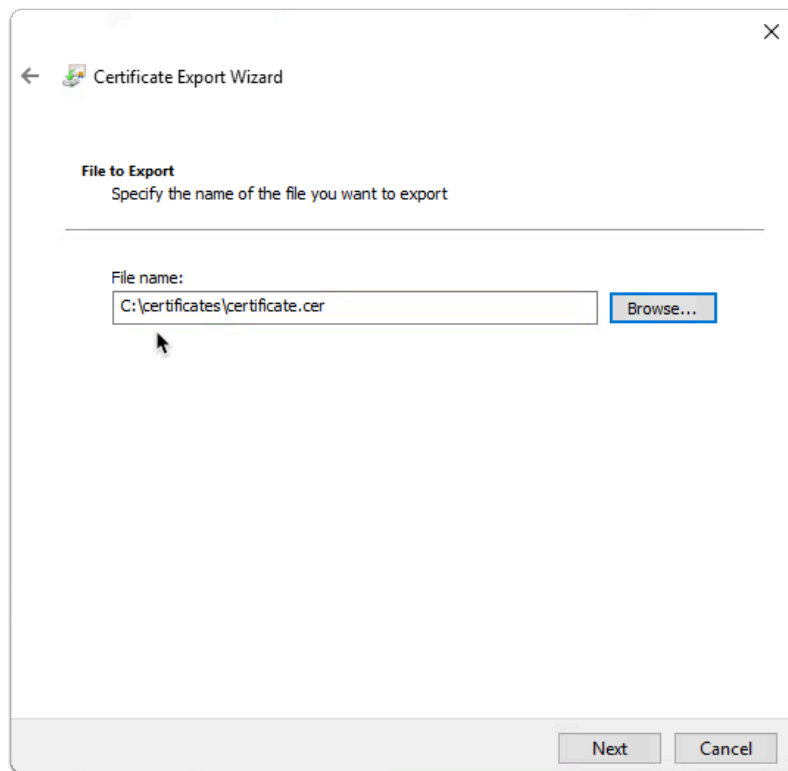 Certificate Export Wizard
File to Export
Specify the name of the file you want to export
File name:
C:\certificates\certificate.cer
Browse...
Next
Cancel